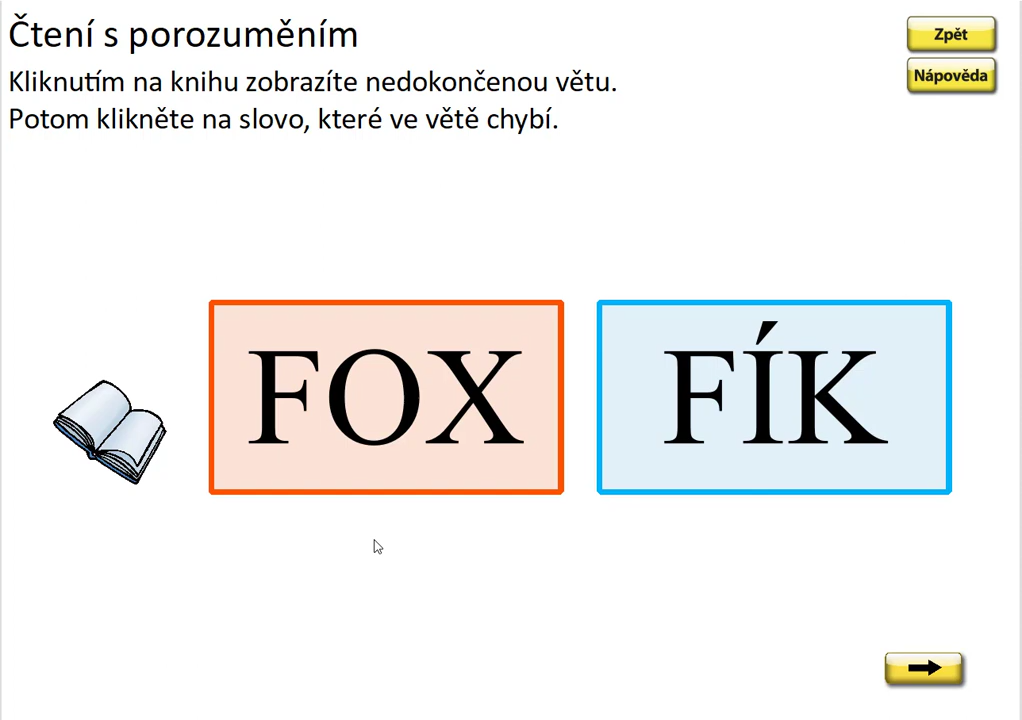 Čtení s porozuměním
Zpět
Kliknutím na knihu zobrazíte nedokončenou větu.
Nápověda
Potom klikněte na slovo, které ve větě chybí.
FOX
FÍK